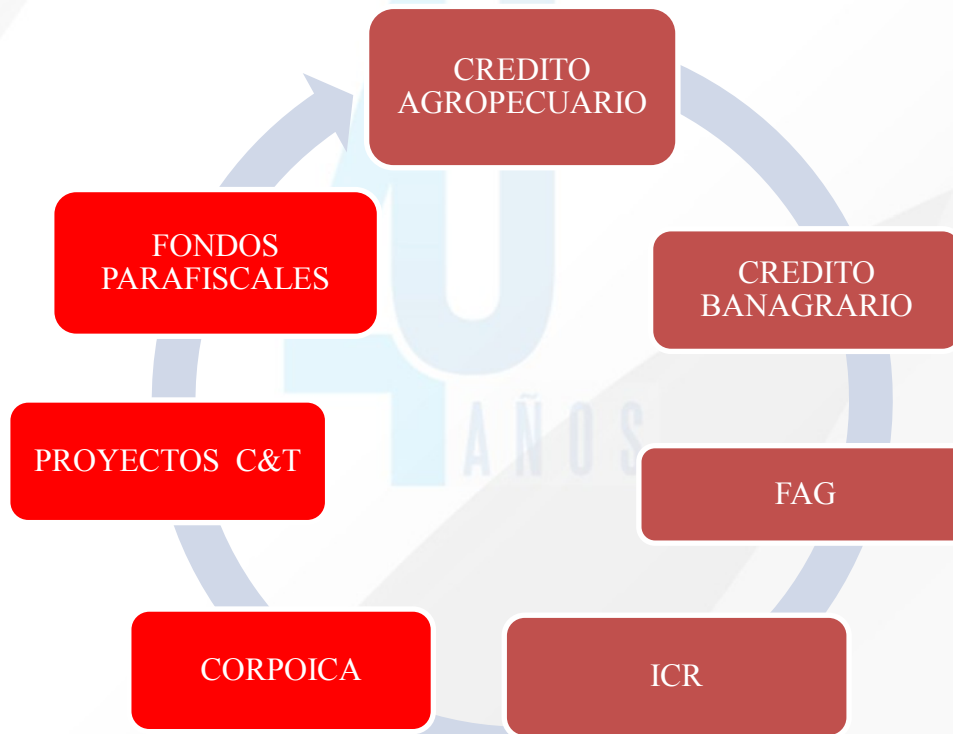 CREDITO
AGROPECUARIO
CREDITO
BANAGRARIO
FAG
ICR
CORPOICA
PROYECTOS C&T
FONDOS
PARAFISCALES
AÑOS